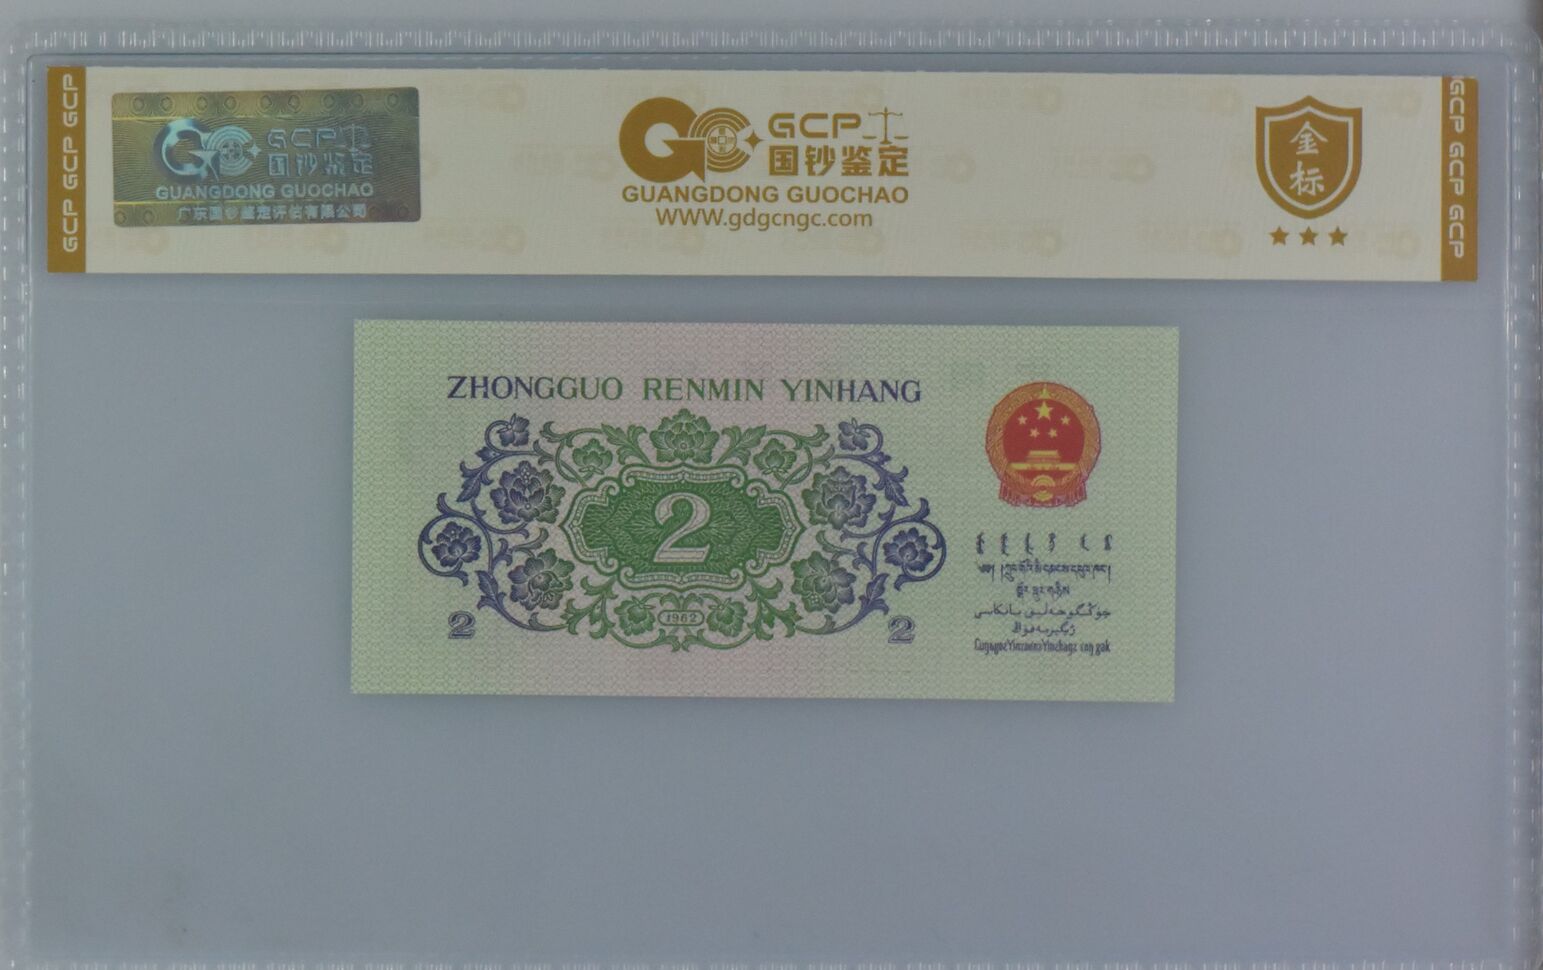 GCP GCP GCP
GCP
国钞鉴定
GUANGDONG GUOCHAO
广东国钞鉴定评估有限公司
GCP
国钞鉴定
GUANGDONG GUOCHAO
WWW.gdgcngc.com
金标
GCP GCP GCP
ZHONGGUO RENMIN YINHANG
2
1962
2
2
جۇڭگوخەلىق بانكاسى